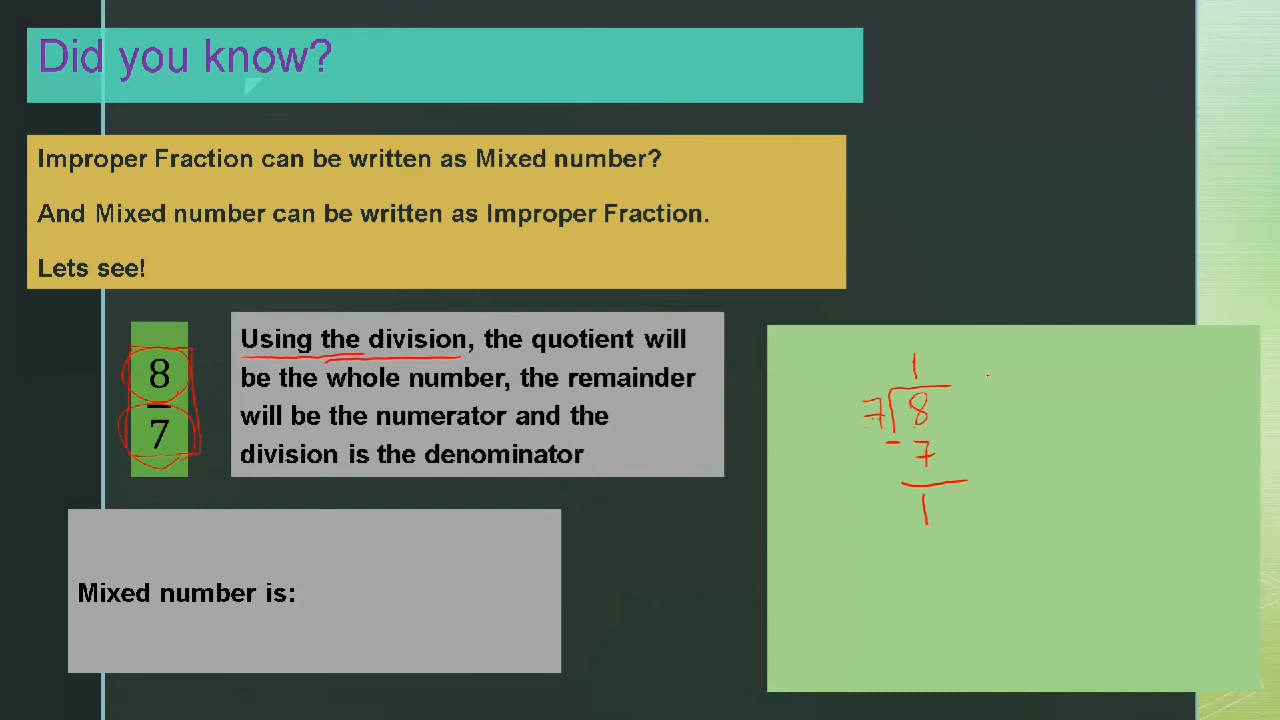 Did you know?
Improper Fraction can be written as Mixed number?
And Mixed number can be written as Improper Fraction.
Lets see!
8
7
Using the division, the quotient will
be the whole number, the remainder
will be the numerator and the
division is the denominator
1
7 8
- 7
1
Mixed number is: